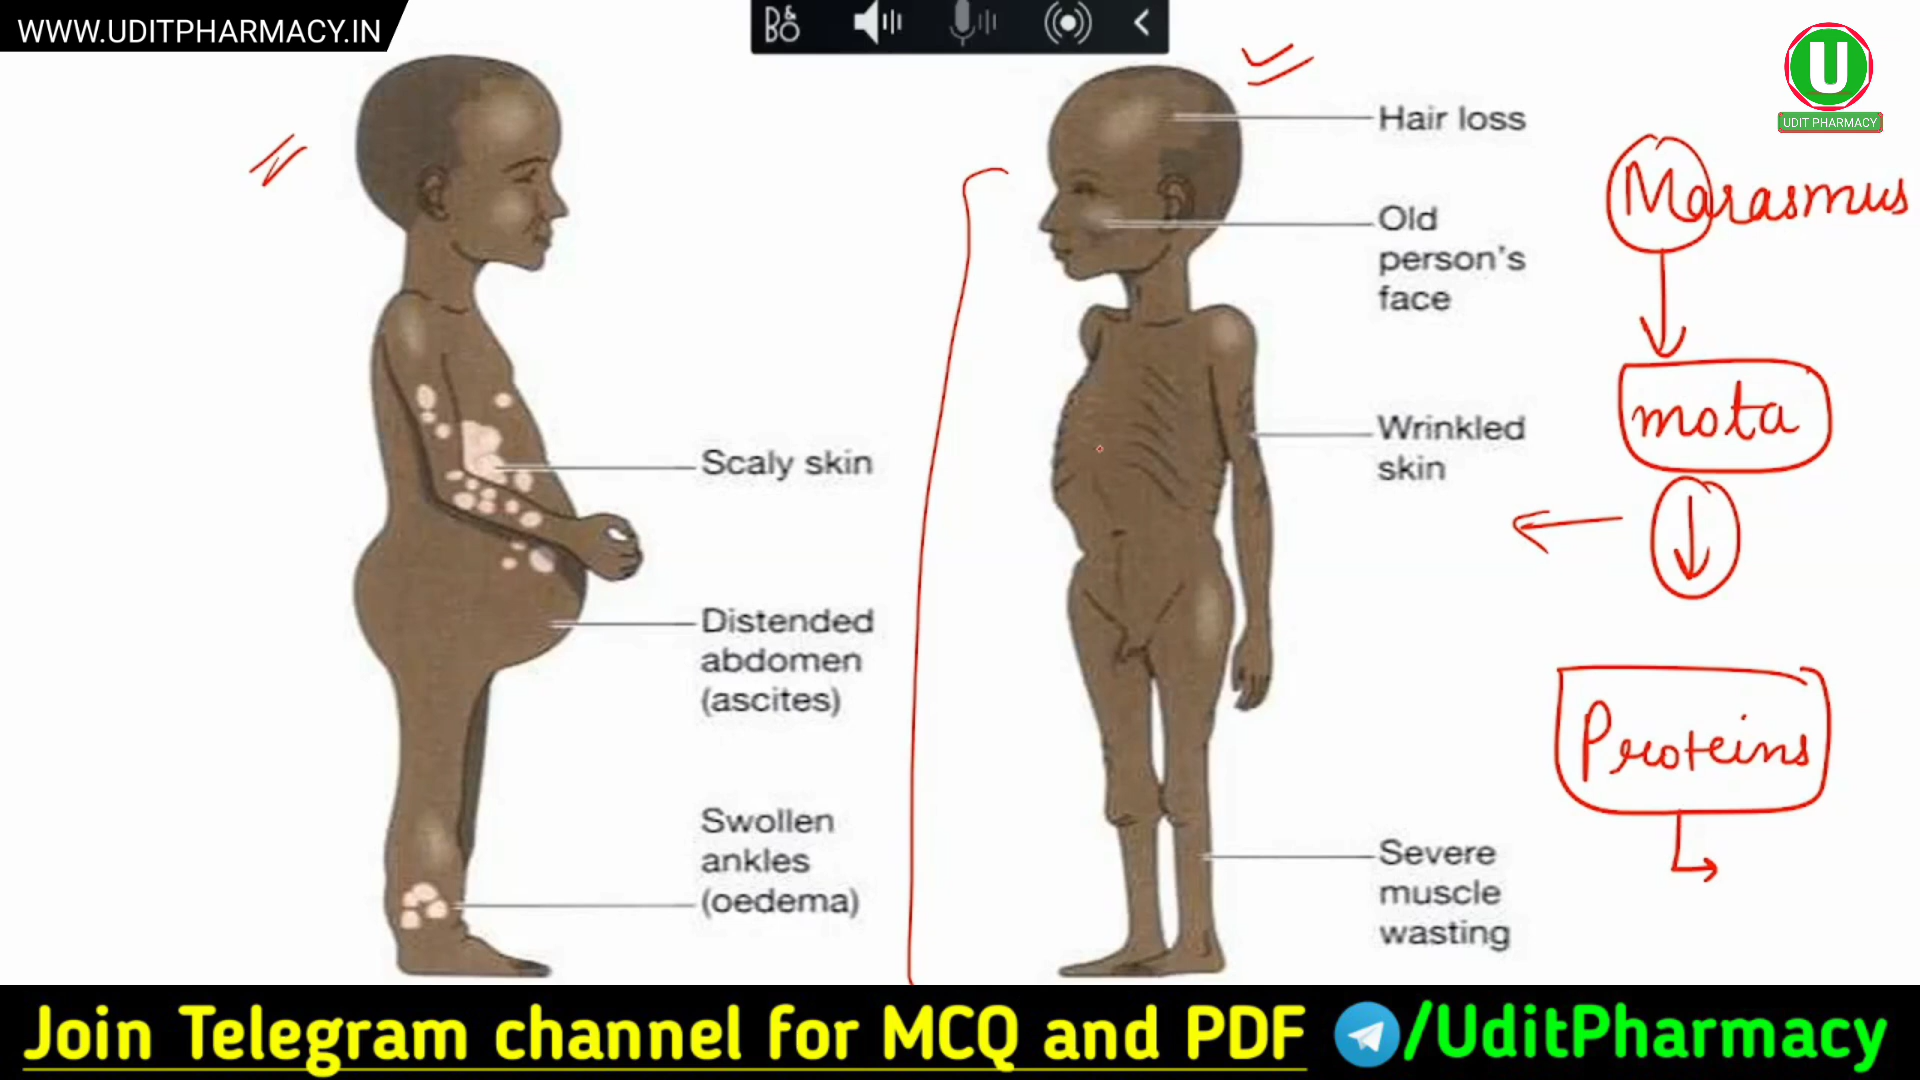 WWW.UDITPHARMACY.IN
B&O
U
UDIT PHARMACY
Scaly skin
Distended
abdomen
(ascites)
Swollen
ankles
(oedema)
Hair loss
Old
person's
face
Wrinkled
skin
Severe
muscle
wasting
Marasmus
mota
Proteins
Join Telegram channel for MCQ and PDF /UditPharmacy